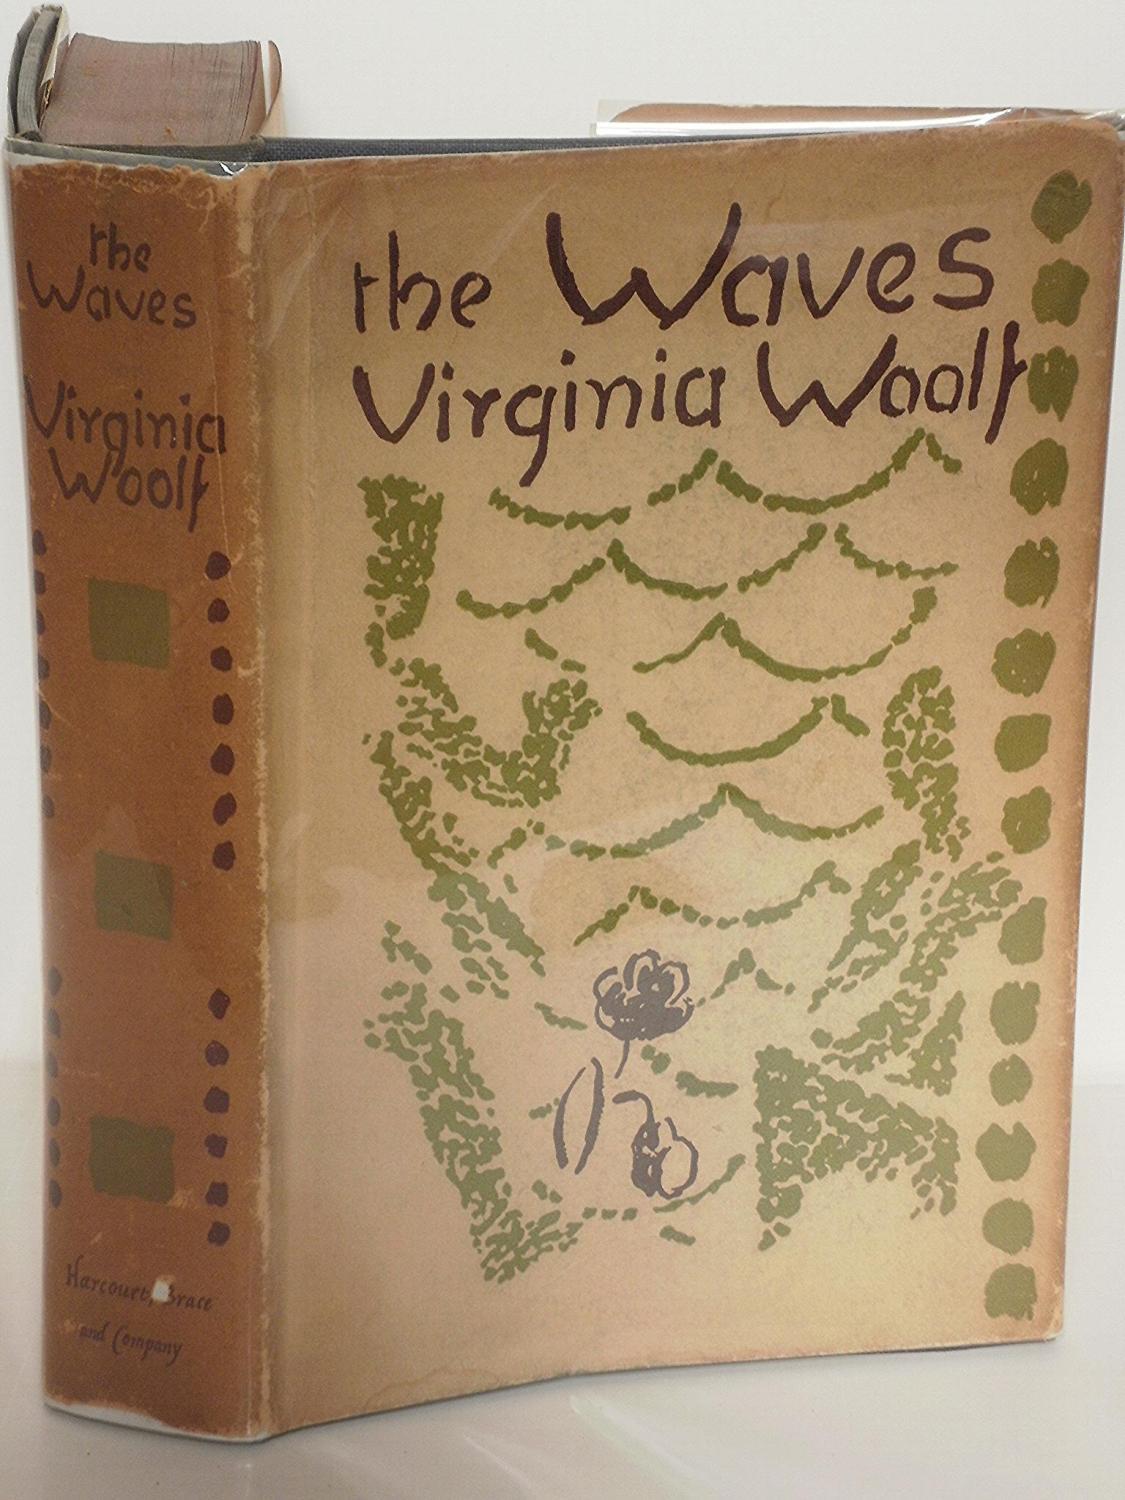 the Waves
Virginia Woolf
the
Waves
Virginia
Woolf
Harcourt, Brace
and Company